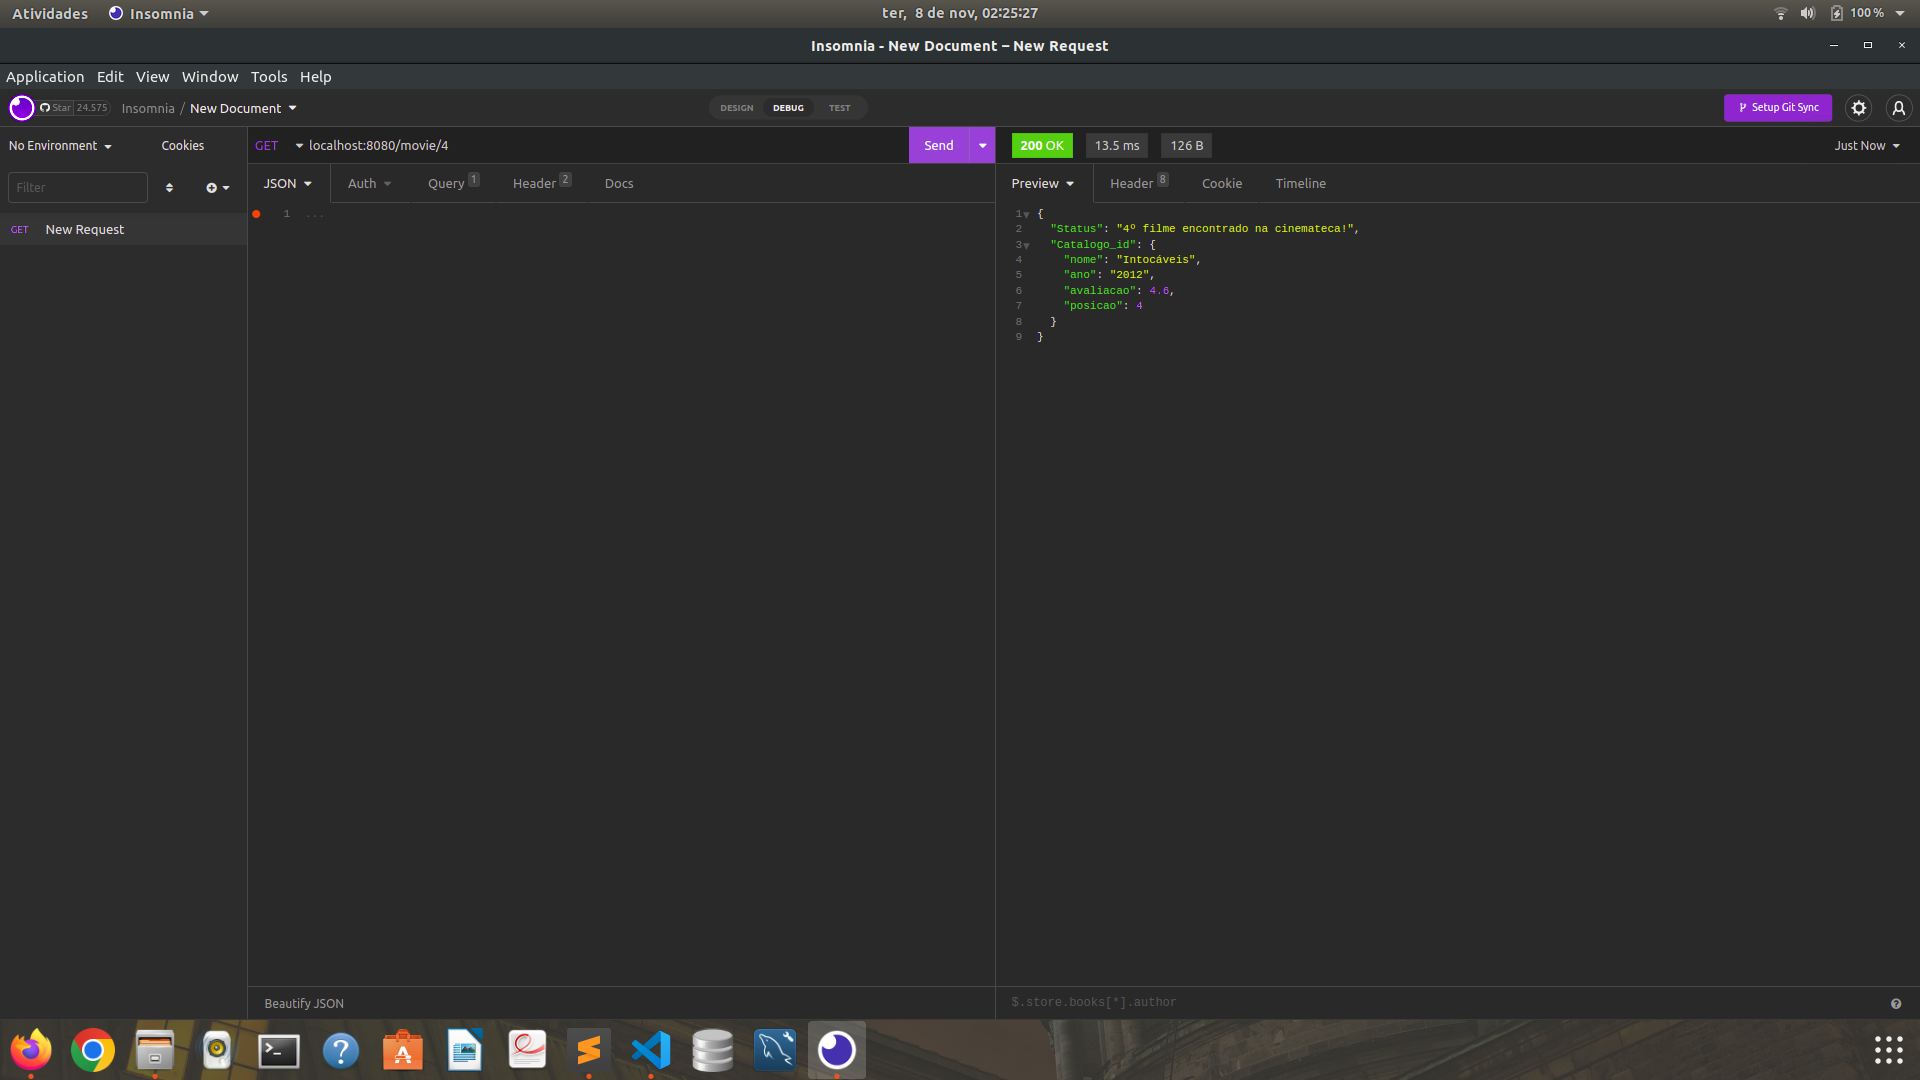 Atividades Insomnia ter, 8 de nov, 02:25:27 100%
Insomnia - New Document – New Request
Application Edit View Window Tools Help
Star 24.575 Insomnia / New Document DESIGN DEBUG TEST Setup Git Sync
No Environment Cookies GET localhost:8080/movie/4 Send 200 OK 13.5 ms 126 B Just Now
Filter JSON Auth Query 1 Header 2 Docs Preview Header 8 Cookie Timeline
GET New Request
1 ...
1 {
2 "Status": "4º filme encontrado na cinemateca!",
3 "Catalogo_id": {
4 "nome": "Intocáveis",
5 "ano": "2012",
6 "avaliacao": 4.6,
7 "posicao": 4
8 }
9 }
Beautify JSON $.store.books[*].author